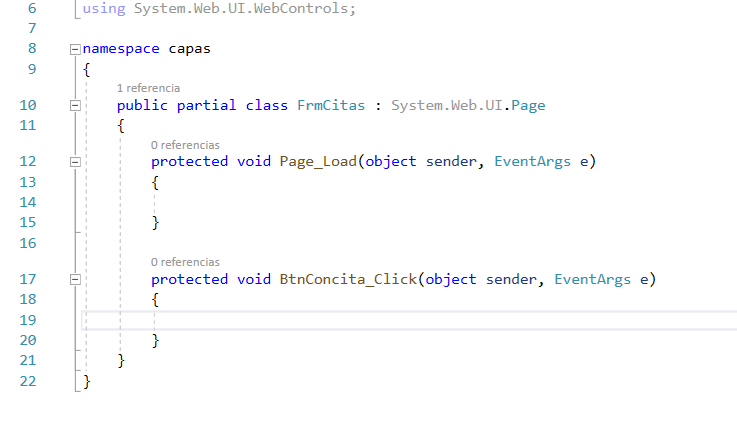 6 using System.Web.UI.WebControls;
7
8 namespace capas
9 {
1 referencia
10 public partial class FrmCitas : System.Web.UI.Page
11 {
0 referencias
12 protected void Page_Load(object sender, EventArgs e)
13 {
14
15 }
16
0 referencias
17 protected void BtnConcita_Click(object sender, EventArgs e)
18 {
19
20 }
21 }
22 }